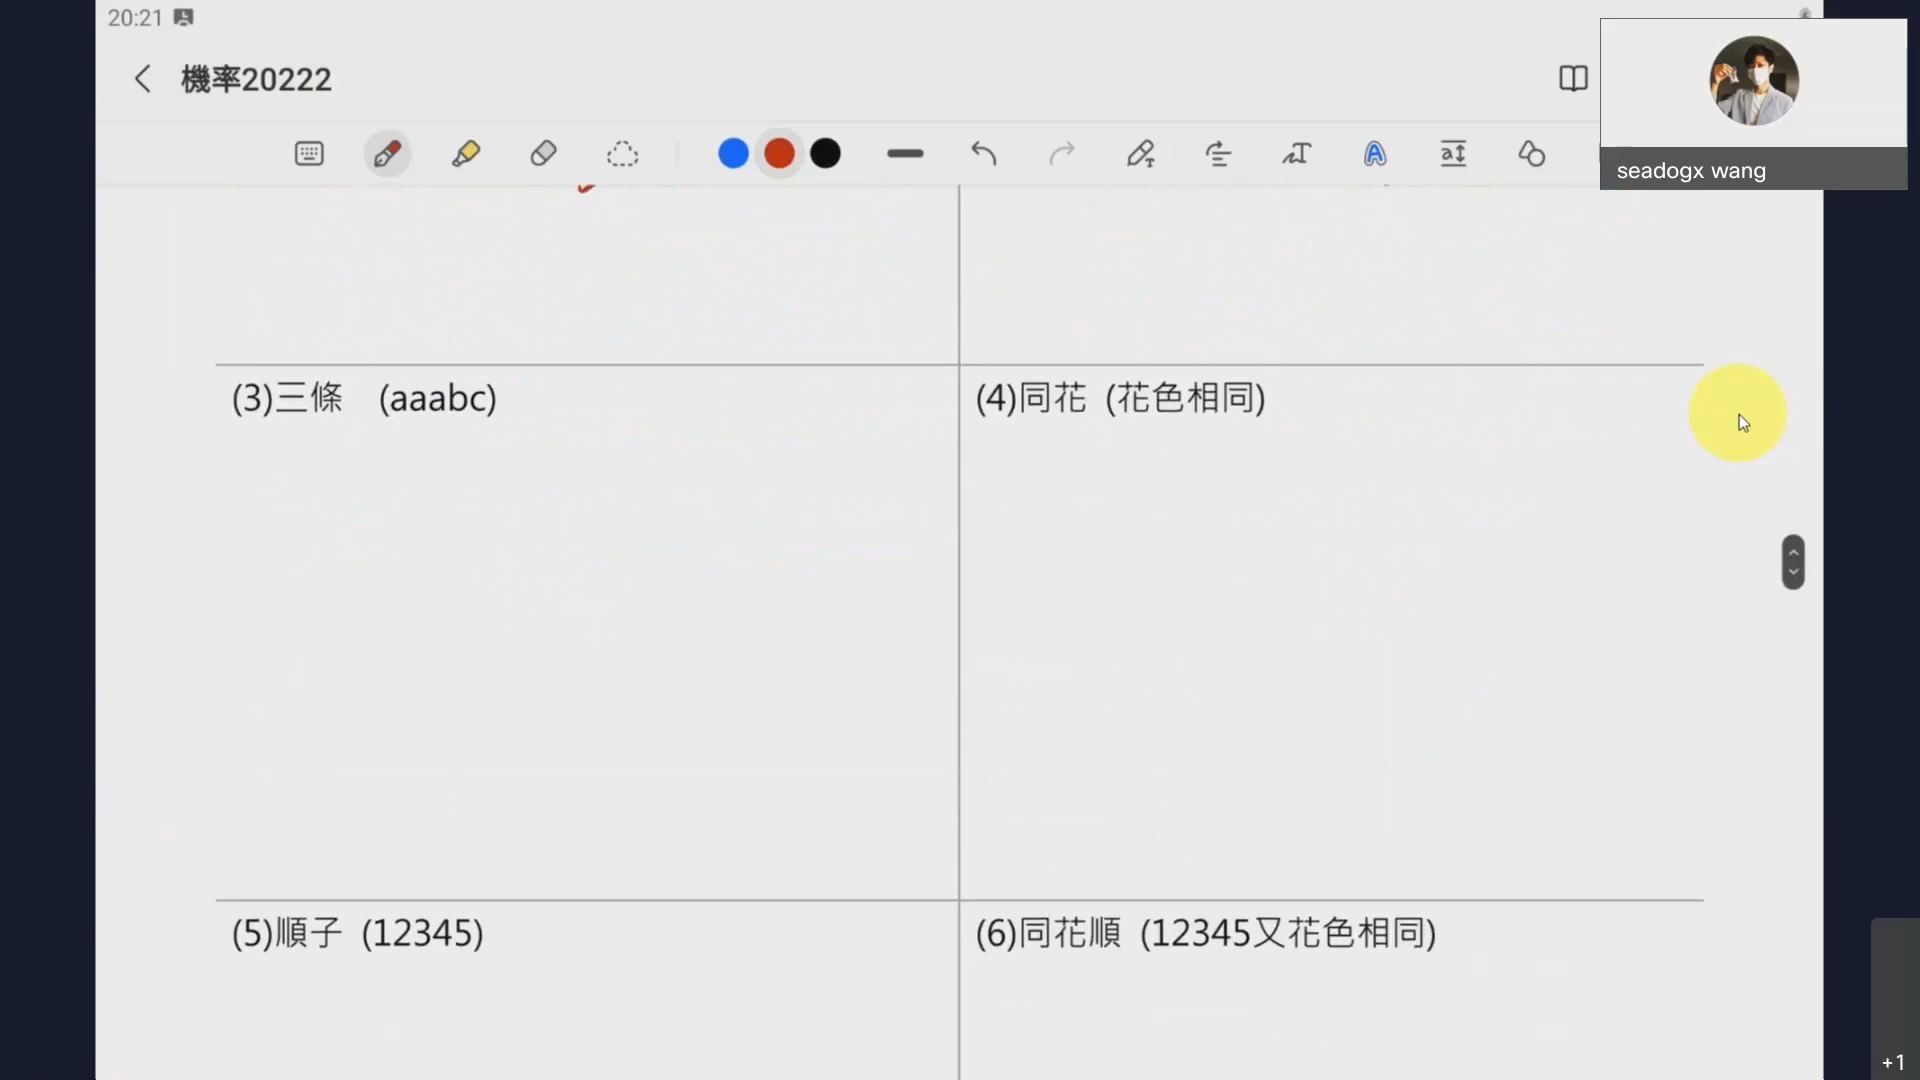 20:21
機率20222
seadogx wang
(3)三條 (aaabc)
(4)同花 (花色相同)
(5)順子 (12345)
(6)同花順 (12345又花色相同)
+1